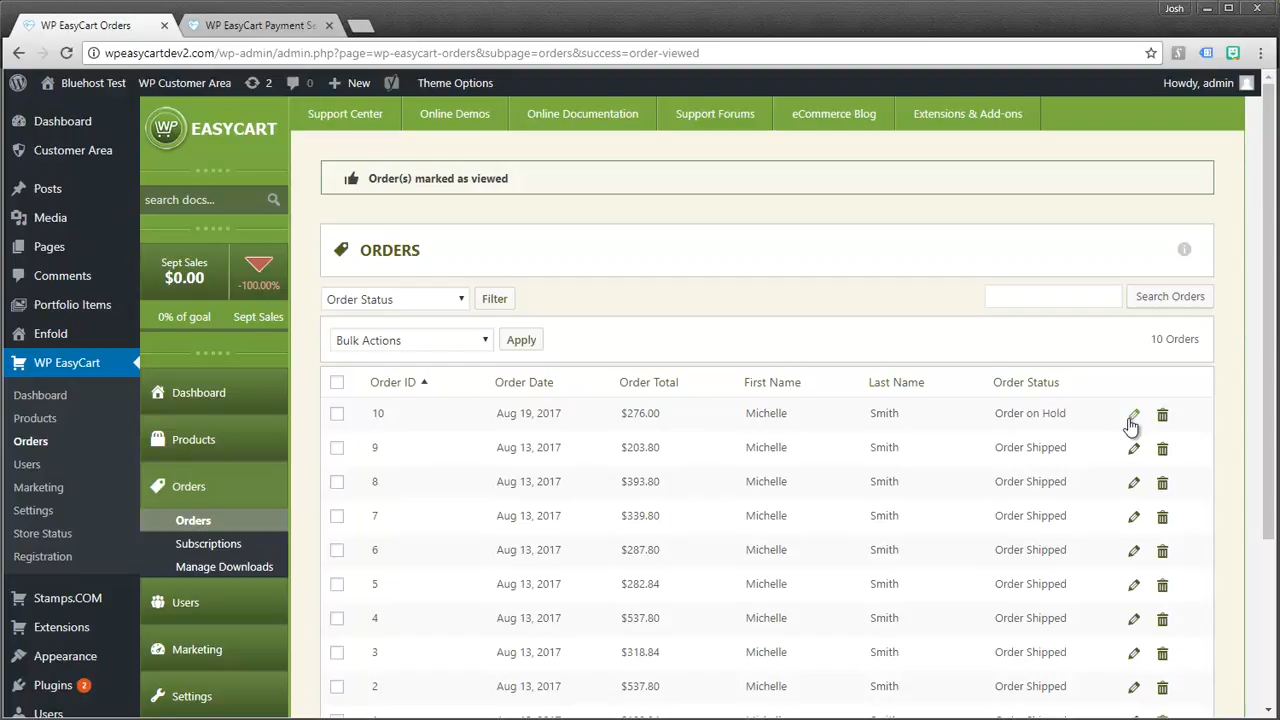 WP EasyCart Orders
WP EasyCart Payment Se
Josh
wpeasycartdev2.com/wp-admin/admin.php?page=wp-easycart-orders&subpage=orders&success=order-viewed
Bluehost Test
WP Customer Area
2
0
New
Theme Options
Howdy, admin
Dashboard
Customer Area
Posts
Media
Pages
Comments
Portfolio Items
Enfold
WP EasyCart
Dashboard
Products
Orders
Users
Marketing
Settings
Store Status
Registration
Stamps.COM
Extensions
Appearance
Plugins 2
Users
WP EASYCART
search docs...
Sept Sales
$0.00
-100.00%
0% of goal
Sept Sales
Dashboard
Products
Orders
Orders
Subscriptions
Manage Downloads
Users
Marketing
Settings
Support Center
Online Demos
Online Documentation
Support Forums
eCommerce Blog
Extensions & Add-ons
Order(s) marked as viewed
ORDERS
Order Status
Filter
Search Orders
Bulk Actions
Apply
10 Orders
Order ID Order Date Order Total First Name Last Name Order Status
10 Aug 19, 2017 $276.00 Michelle Smith Order on Hold
9 Aug 13, 2017 $203.80 Michelle Smith Order Shipped
8 Aug 13, 2017 $393.80 Michelle Smith Order Shipped
7 Aug 13, 2017 $339.80 Michelle Smith Order Shipped
6 Aug 13, 2017 $287.80 Michelle Smith Order Shipped
5 Aug 13, 2017 $282.84 Michelle Smith Order Shipped
4 Aug 13, 2017 $537.80 Michelle Smith Order Shipped
3 Aug 13, 2017 $318.84 Michelle Smith Order Shipped
2 Aug 13, 2017 $537.80 Michelle Smith Order Shipped